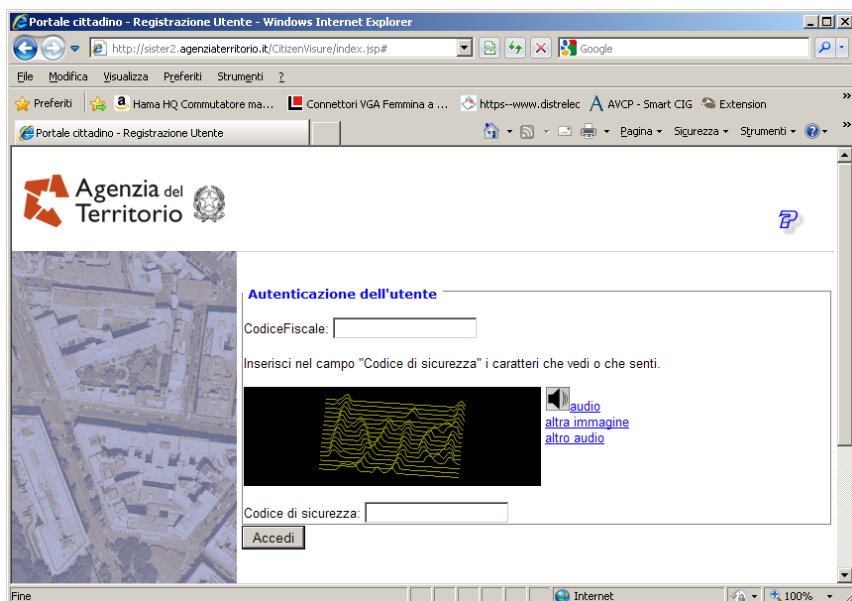 Portale cittadino - Registrazione Utente - Windows Internet Explorer
http://sister2.agenziaterritorio.it/CitizenVisure/index.jsp#
Google
File Modifica Visualizza Preferiti Strumenti ?
Preferiti
Hama HQ Commutatore ma...
Connettori VGA Femmina a ...
https--www.distrelec
AVCP - Smart CIG
Extension
»
Portale cittadino - Registrazione Utente
Pagina
Sicurezza
Strumenti
»
Agenzia del
Territorio
?
Autenticazione dell'utente
CodiceFiscale:
Inserisci nel campo "Codice di sicurezza" i caratteri che vedi o che senti.
audio
altra immagine
altro audio
Codice di sicurezza:
Accedi
Fine
Internet
100%